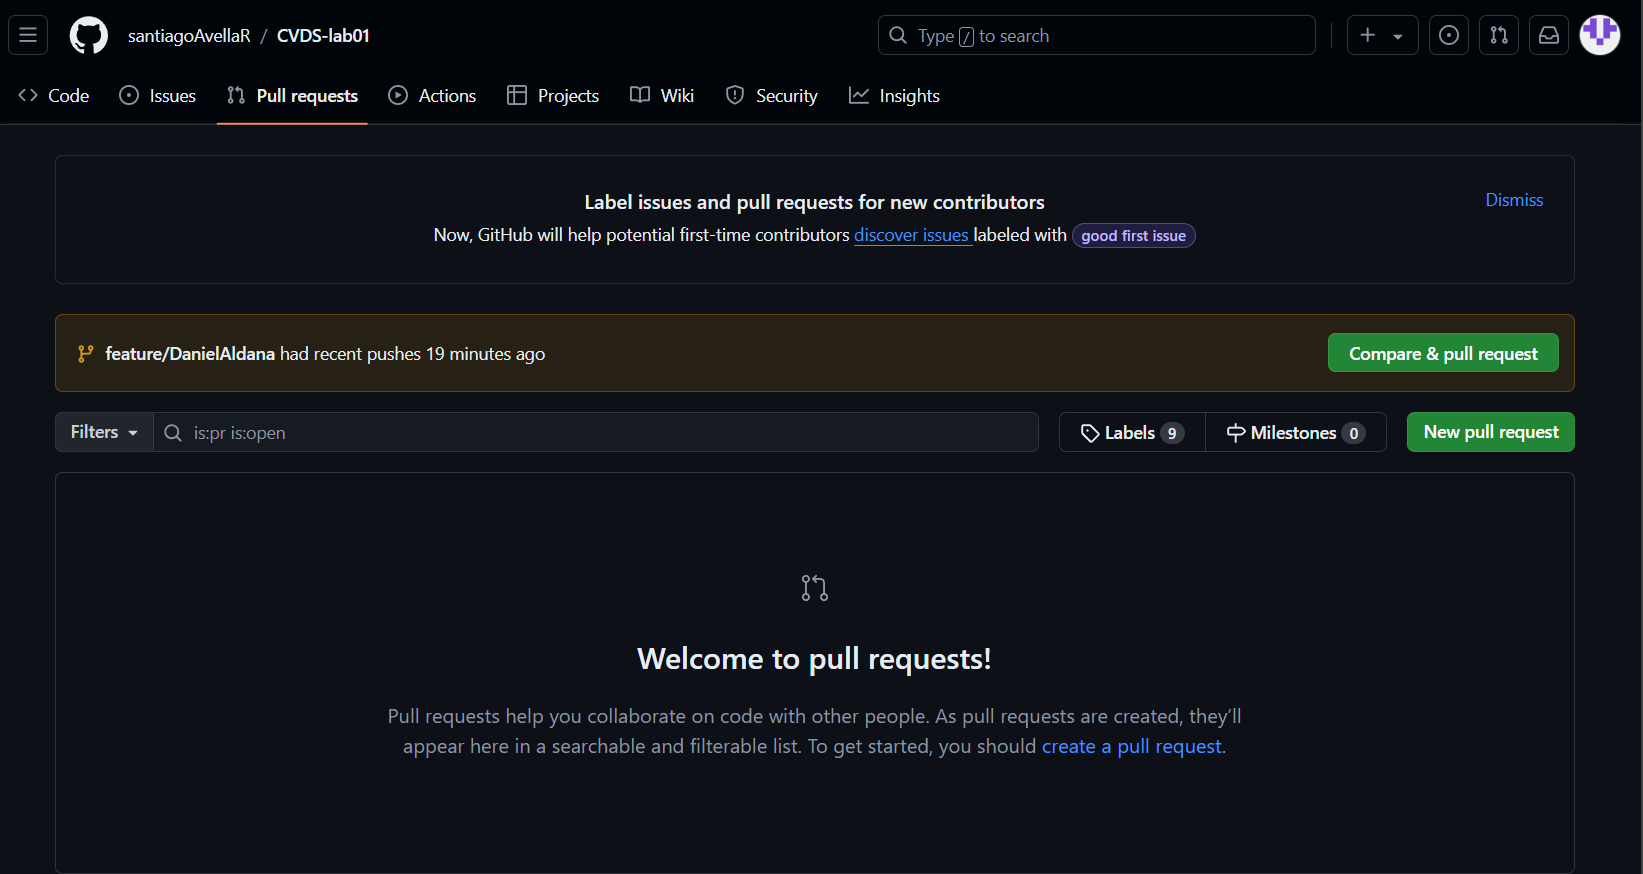 santiagoAvellaR / CVDS-lab01
Type / to search
Code Issues Pull requests Actions Projects Wiki Security Insights
Label issues and pull requests for new contributors
Dismiss
Now, GitHub will help potential first-time contributors discover issues labeled with good first issue
feature/DanielAldana had recent pushes 19 minutes ago
Compare & pull request
Filters is:pr is:open Labels 9 Milestones 0 New pull request
Welcome to pull requests!
Pull requests help you collaborate on code with other people. As pull requests are created, they’ll
appear here in a searchable and filterable list. To get started, you should create a pull request.